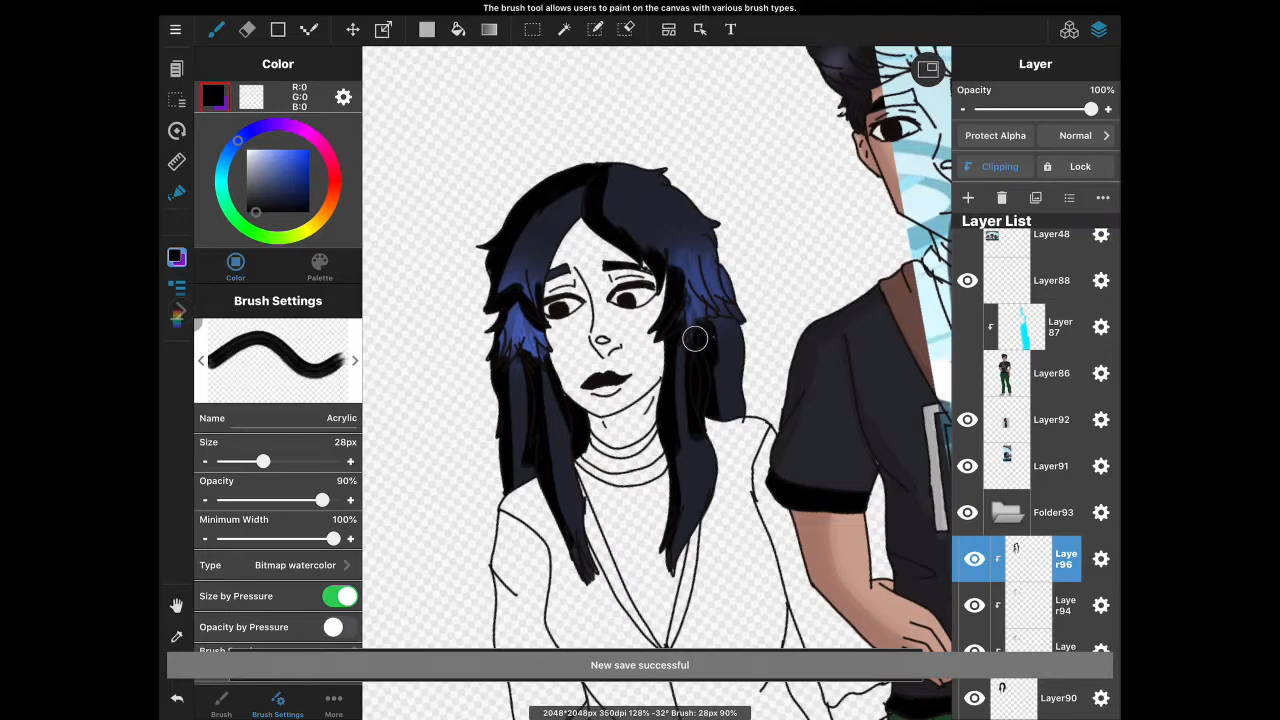 The brush tool allows users to paint on the canvas with various brush types.
Color
R:0
G:0
B:0
Color
Palette
Brush Settings
Name Acrylic
Size 28px
- +
Opacity 90%
- +
Minimum Width 100%
- +
Type Bitmap watercolor
Size by Pressure
Opacity by Pressure
Brush
Brush Settings
More
New save successful
2048*2048px 350dpi 128% -32° Brush: 28px 90%
Layer
Opacity 100%
- +
Protect Alpha Normal
Clipping Lock
Layer List
Layer48
Layer88
Layer
87
Layer86
Layer92
Layer91
Folder93
Laye
r96
Laye
r94
Layer90